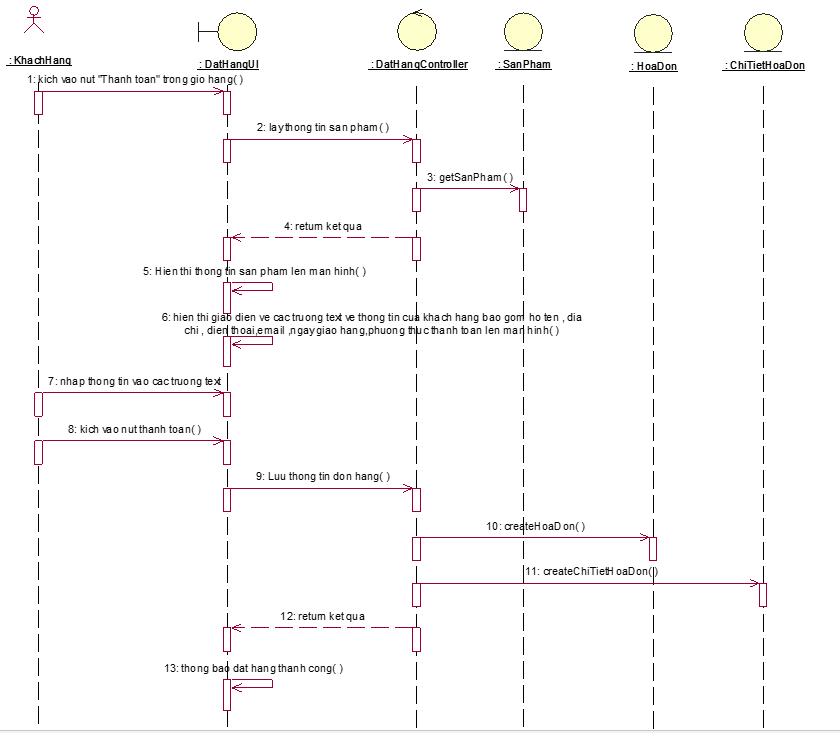 : KhachHang
: DatHangUI
: DatHangController
: SanPham
: HoaDon
: ChiTietHoaDon
1: kich vao nut "Thanh toan" trong gio hang( )
2: lay thong tin san pham( )
3: getSanPham( )
4: return ket qua
5: Hien thi thong tin san pham len man hinh( )
6: hien thi giao dien ve cac truong text ve thong tin cua khach hang bao gom ho ten , dia
chi , dien thoai,email ,ngay giao hang,phuong thuc thanh toan len man hinh( )
7: nhap thong tin vao cac truong text
8: kich vao nut thanh toan( )
9: Luu thong tin don hang( )
10: createHoaDon( )
11: createChiTietHoaDon( )
12: return ket qua
13: thong bao dat hang thanh cong( )